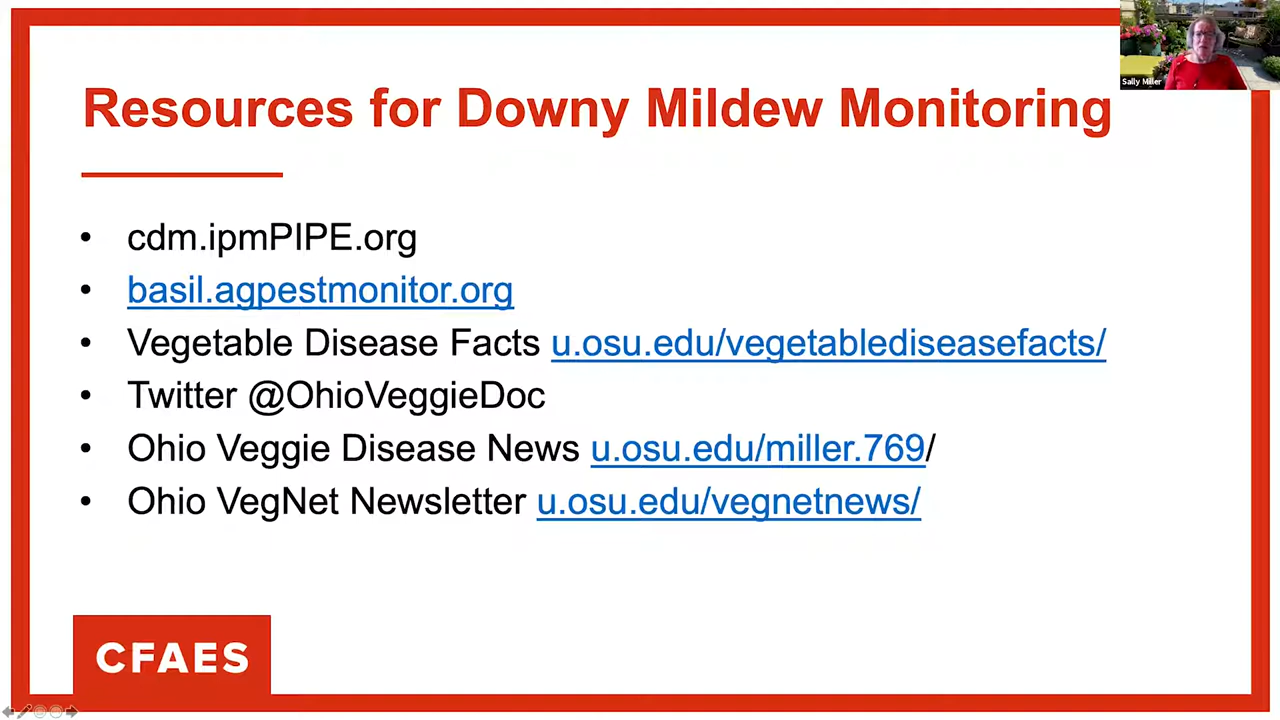 Sally Miller
Resources for Downy Mildew Monitoring
• cdm.ipmPIPE.org
• basil.agpestmonitor.org
• Vegetable Disease Facts u.osu.edu/vegetablediseasefacts/
• Twitter @OhioVeggieDoc
• Ohio Veggie Disease News u.osu.edu/miller.769/
• Ohio VegNet Newsletter u.osu.edu/vegnetnews/
CFAES